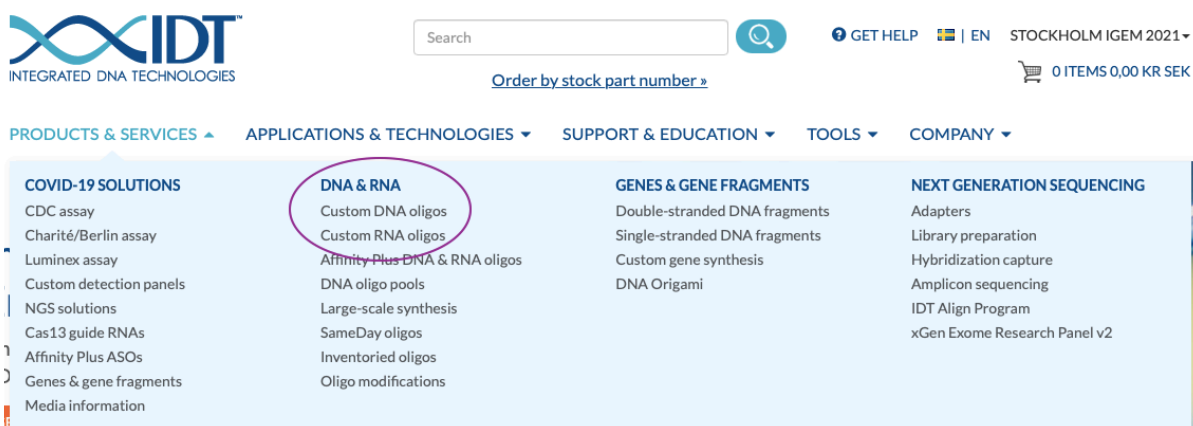 IDT™
INTEGRATED DNA TECHNOLOGIES
Search
Order by stock part number »
GET HELP
| EN
STOCKHOLM IGEM 2021
0 ITEMS 0,00 KR SEK
PRODUCTS & SERVICES
APPLICATIONS & TECHNOLOGIES
SUPPORT & EDUCATION
TOOLS
COMPANY
COVID-19 SOLUTIONS
CDC assay
Charité/Berlin assay
Luminex assay
Custom detection panels
NGS solutions
Cas13 guide RNAs
Affinity Plus ASOs
Genes & gene fragments
Media information
DNA & RNA
Custom DNA oligos
Custom RNA oligos
Affinity Plus DNA & RNA oligos
DNA oligo pools
Large-scale synthesis
SameDay oligos
Inventoried oligos
Oligo modifications
GENES & GENE FRAGMENTS
Double-stranded DNA fragments
Single-stranded DNA fragments
Custom gene synthesis
DNA Origami
NEXT GENERATION SEQUENCING
Adapters
Library preparation
Hybridization capture
Amplicon sequencing
IDT Align Program
xGen Exome Research Panel v2